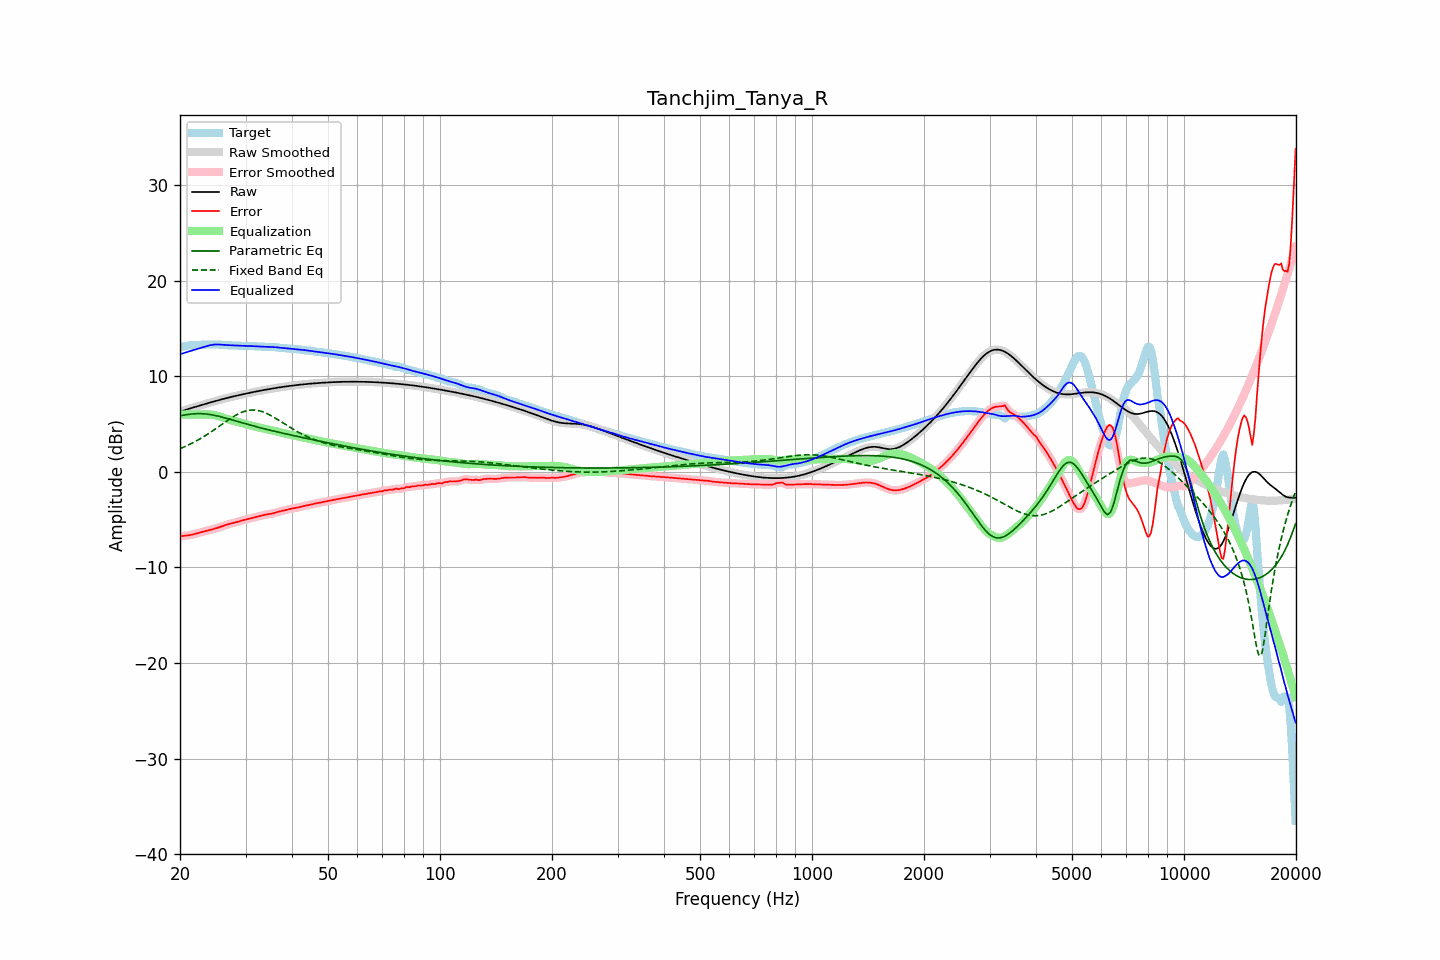 Tanchjim_Tanya_R
Target
Raw Smoothed
Error Smoothed
Raw
Error
Equalization
Parametric Eq
Fixed Band Eq
Equalized
Amplitude (dBr)
30
20
10
0
−10
−20
−30
−40
20 50 100 200 500 1000 2000 5000 10000 20000
Frequency (Hz)